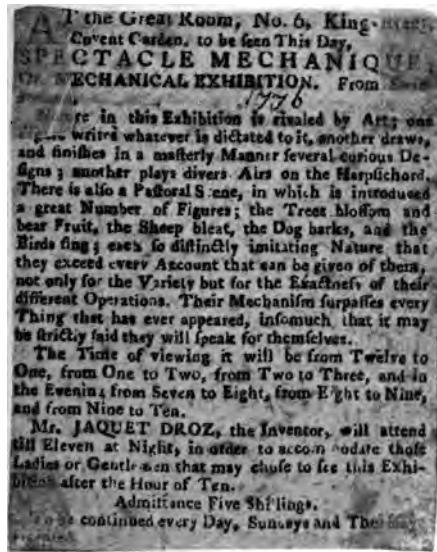 AT the Great Room, No. 6, King-street,
Covent Garden, to be seen This Day,
SPECTACLE MECHANIQUE,
Or MECHANICAL EXHIBITION. From
1776
in this Exhibition is rivaled by Art; one
Figure writes whatever is dictated to it, another draws,
and finiſhes in a maſterly Manner ſeveral curious De-
ſigns; another plays divers Airs on the Harpſichord.
There is alſo a Paſtoral Scene, in which is introduced
a great Number of Figures; the Trees bloſſom and
bear Fruit, the Sheep bleat, the Dog barks, and the
Birds ſing; each ſo diſtinctly imitating Nature that
they exceed every Account that can be given of them,
not only for the Variety but for the Exactneſs of their
different Operations. Their Mechaniſm ſurpaſſes every
Thing that has ever appeared, inſomuch that it may
be ſtrictly ſaid they will ſpeak for themſelves.
The Time of viewing it will be from Twelve to
One, from One to Two, from Two to Three, and in
the Evening from Seven to Eight, from Eight to Nine,
and from Nine to Ten.
Mr. JAQUET DROZ, the Inventor, will attend
till Eleven at Night, in order to accommodate thoſe
Ladies or Gentlemen that may chuſe to ſee this Exhi-
bition after the Hour of Ten.
Admittance Five Shillings.
To be continued every Day, Sundays and
excepted.